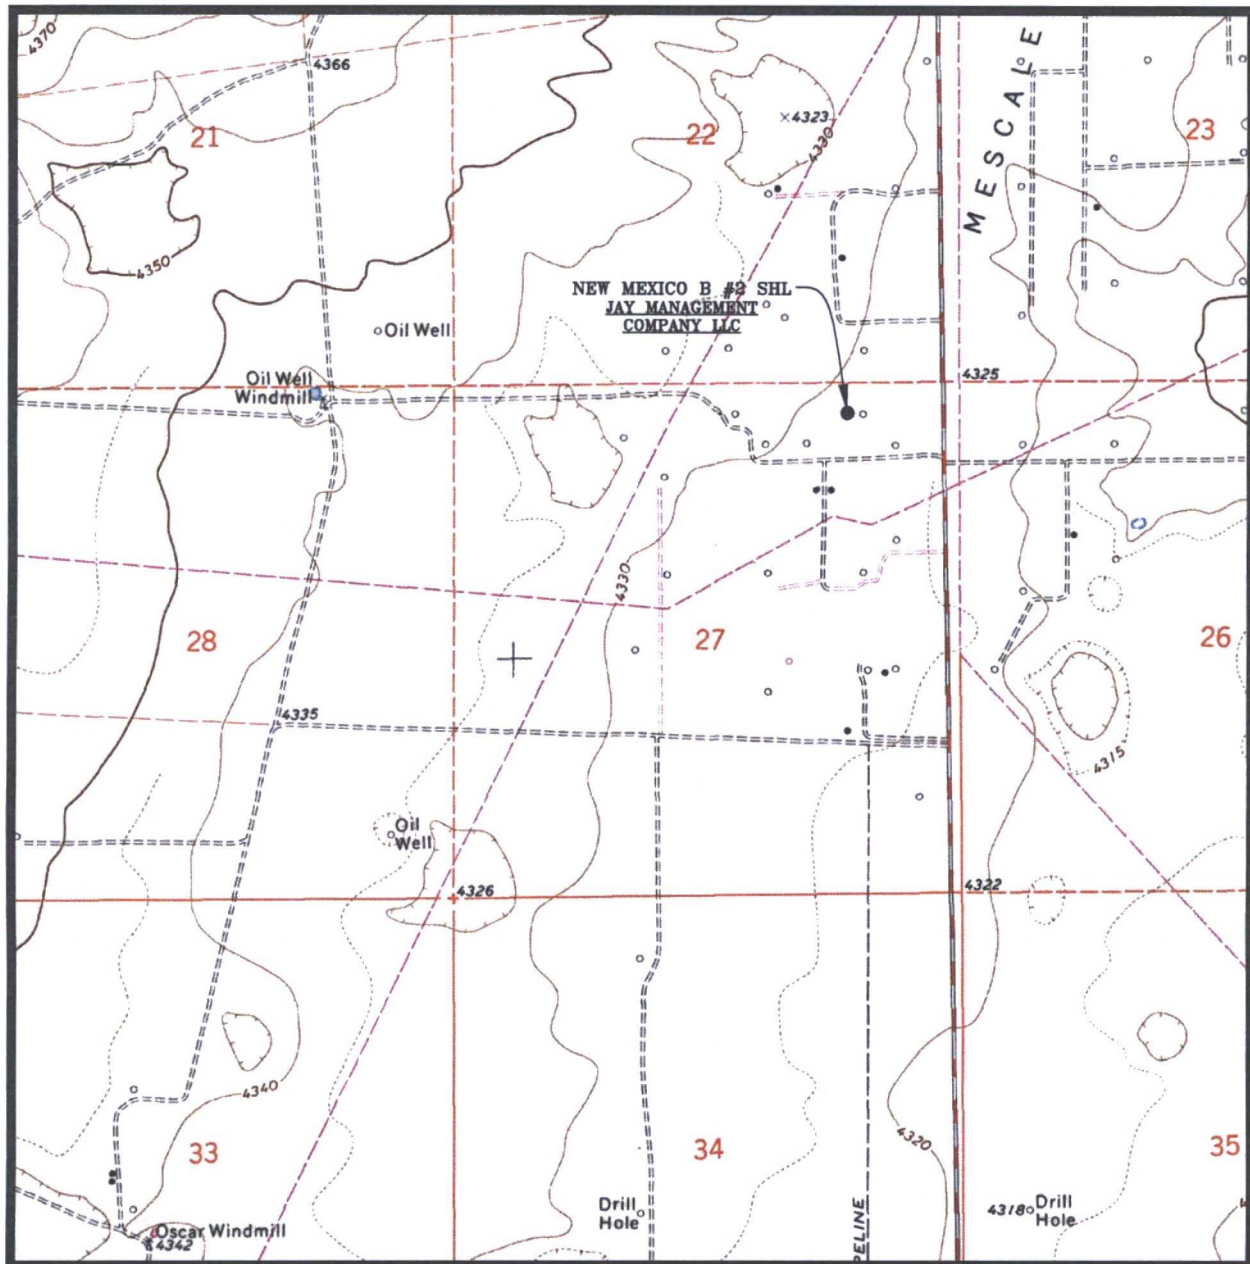 4370
4366
MESCALE
21
22
×4323
23
4330
4350
NEW MEXICO B #2 SHL
JAY MANAGEMENT
COMPANY LLC
Oil Well
Oil Well
Windmill
4325
4330
28
27
26
4335
4315
Oil
Well
4326
4322
4340
4320
33
34
35
Drill
Hole
4318
Drill
Hole
PELINE
Oscar Windmill
4342